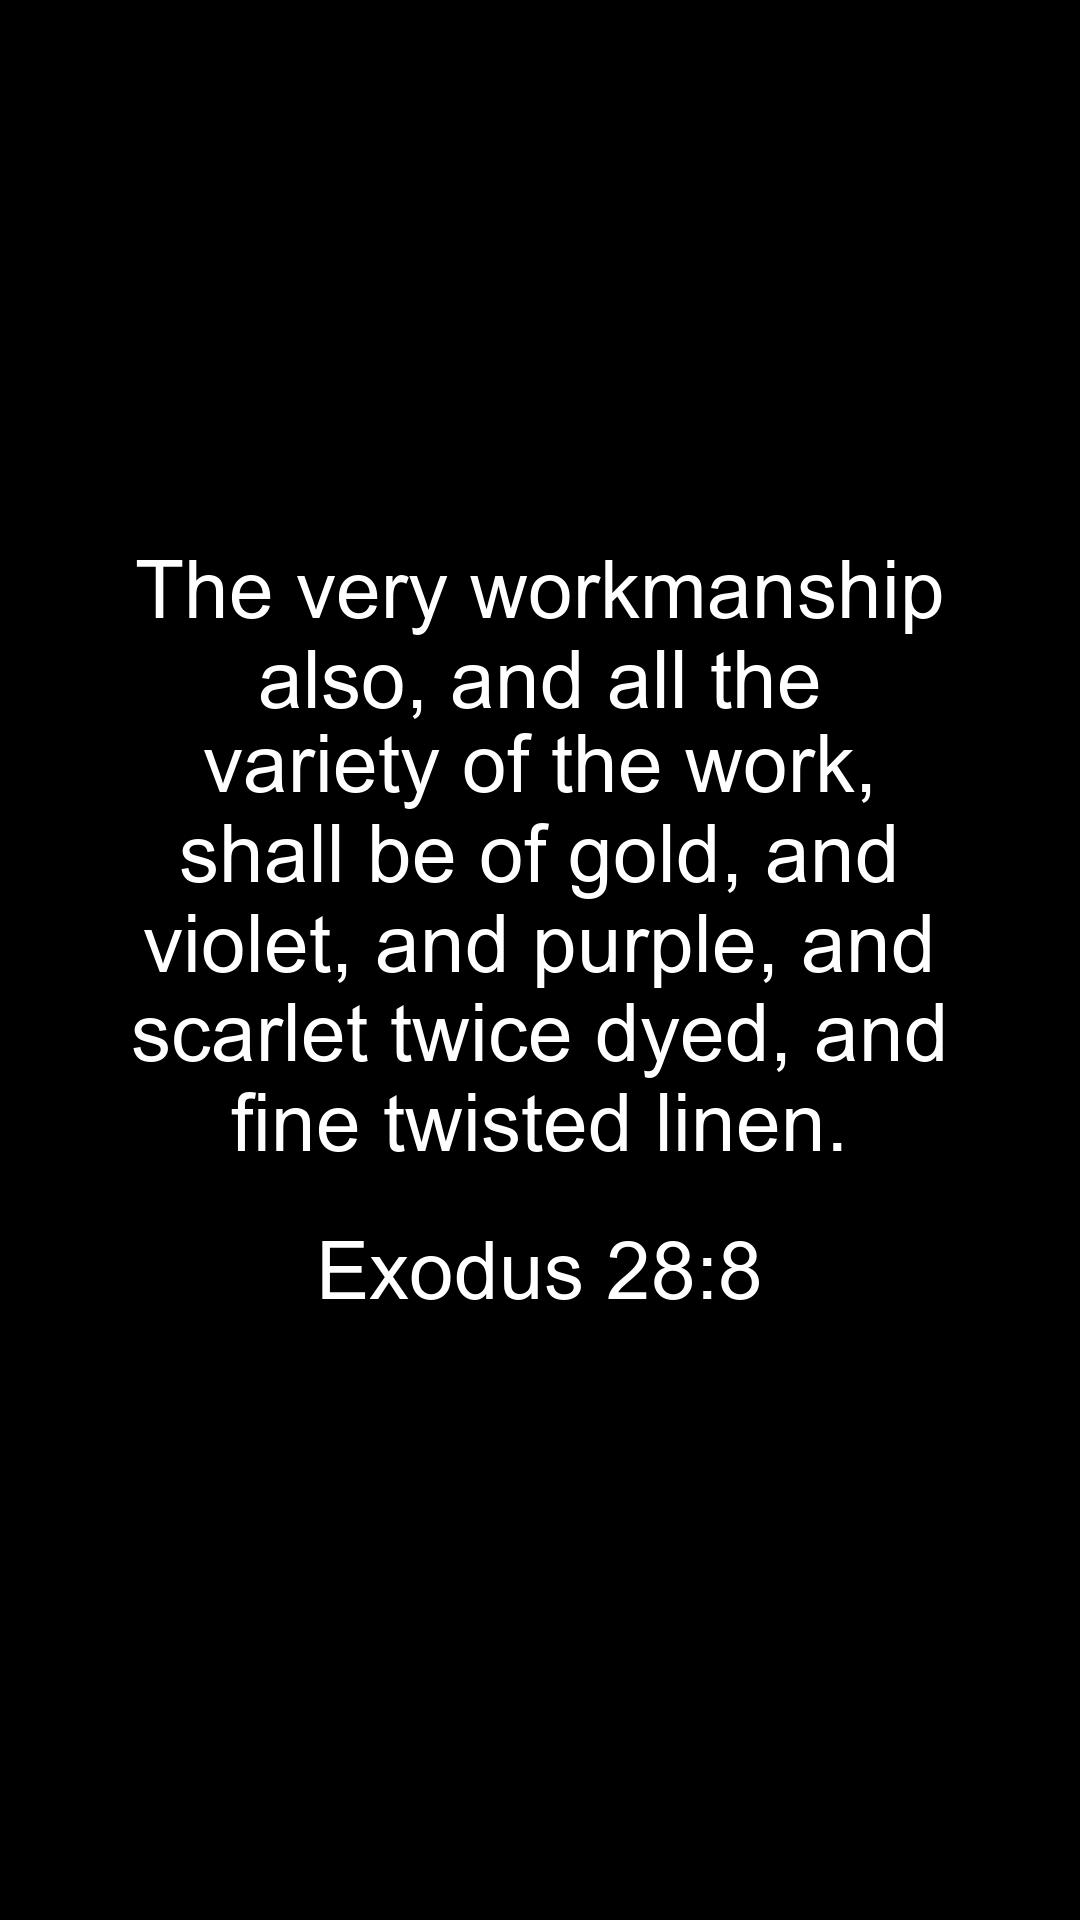 The very workmanship
also, and all the
variety of the work,
shall be of gold, and
violet, and purple, and
scarlet twice dyed, and
fine twisted linen.
Exodus 28:8